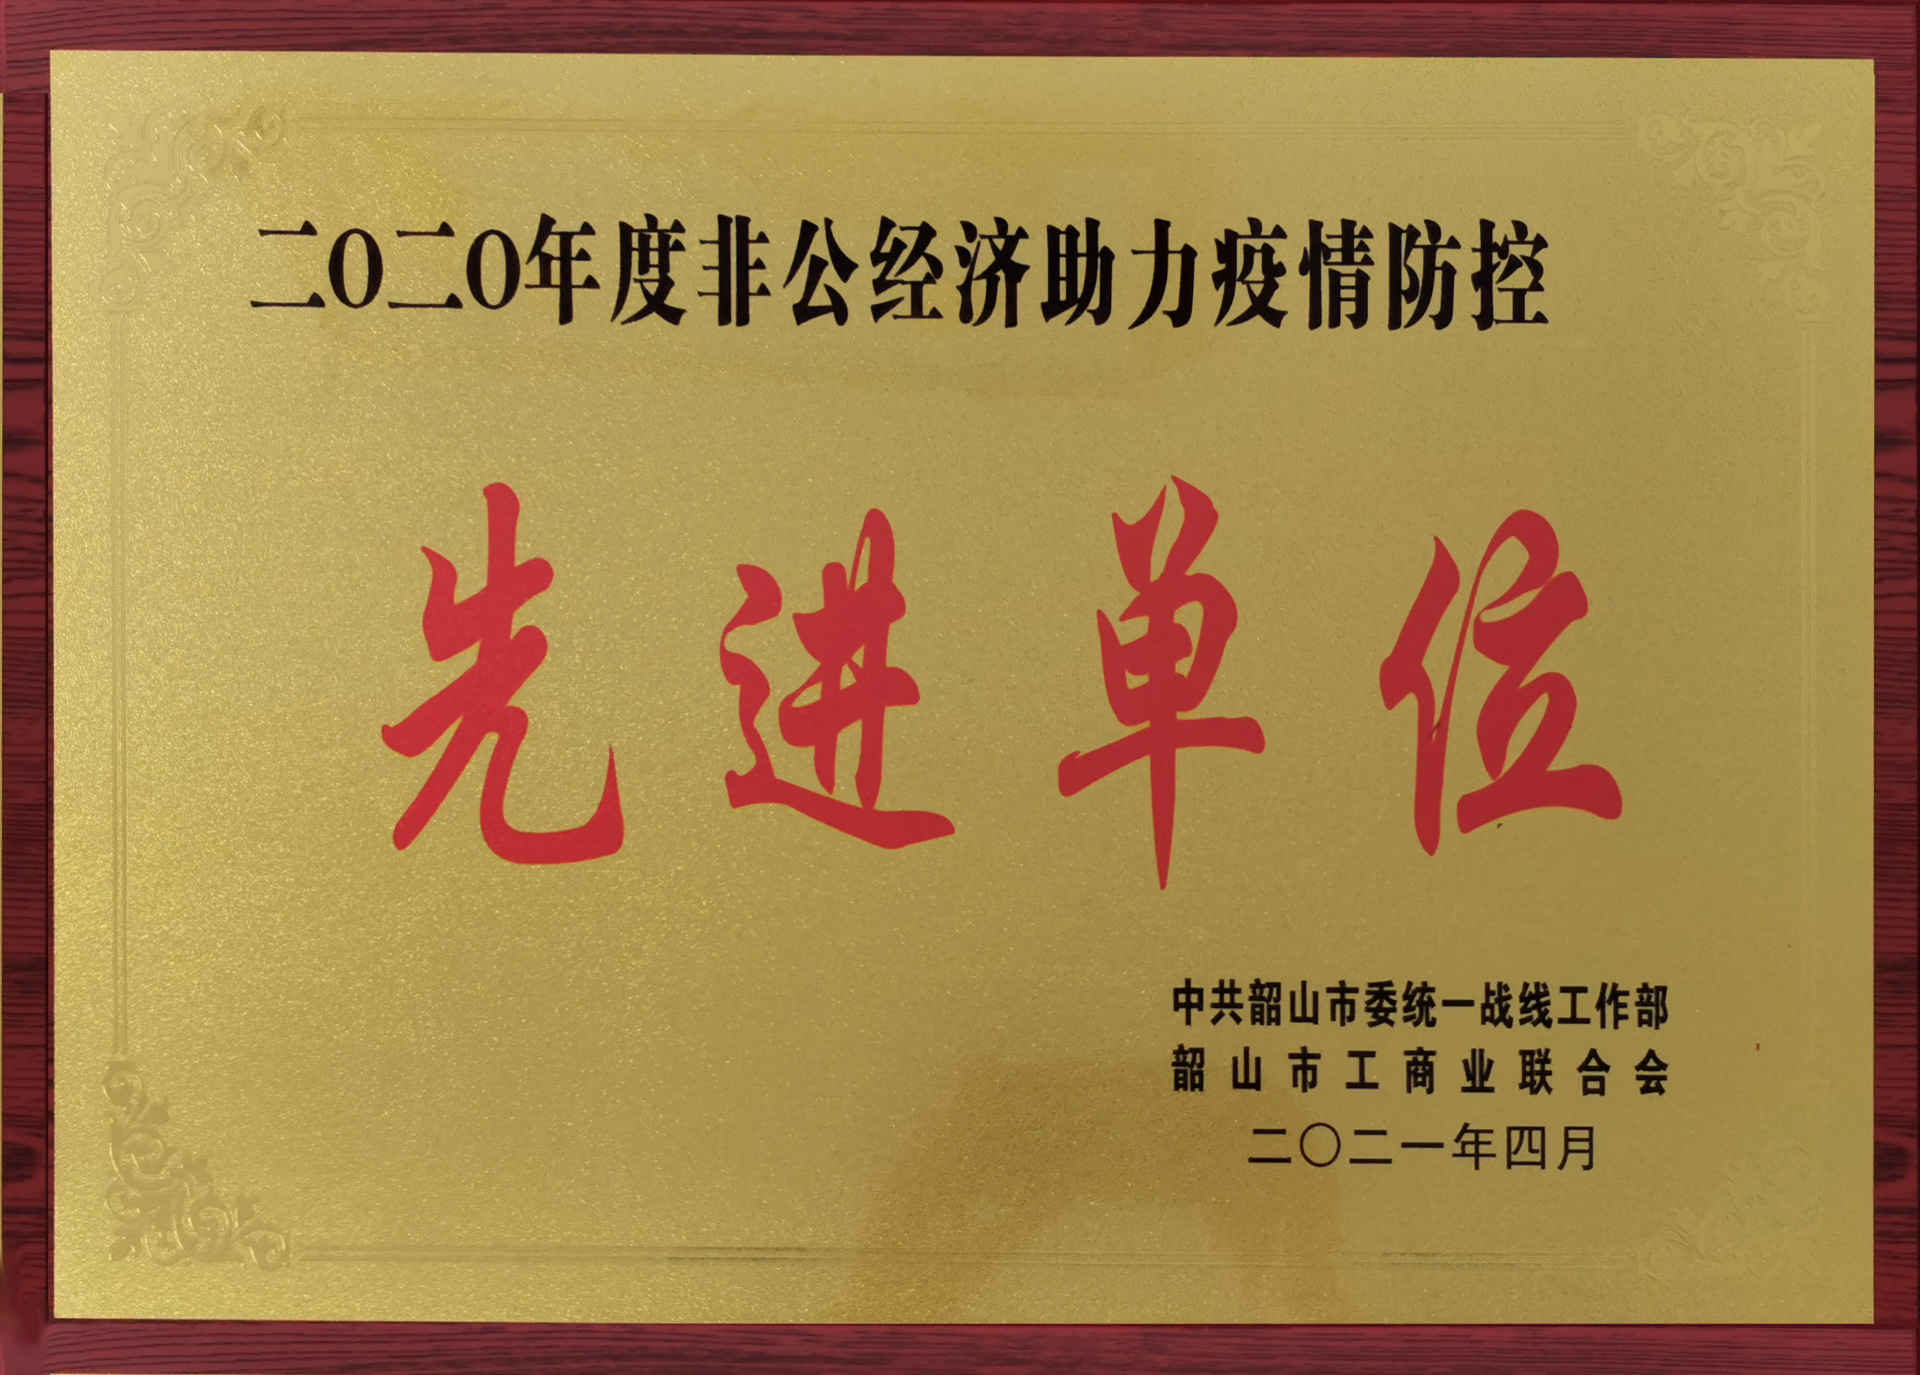 二〇二〇年度非公经济助力疫情防控
先进单位
中共韶山市委统一战线工作部
韶山市工商业联合会
二〇二一年四月